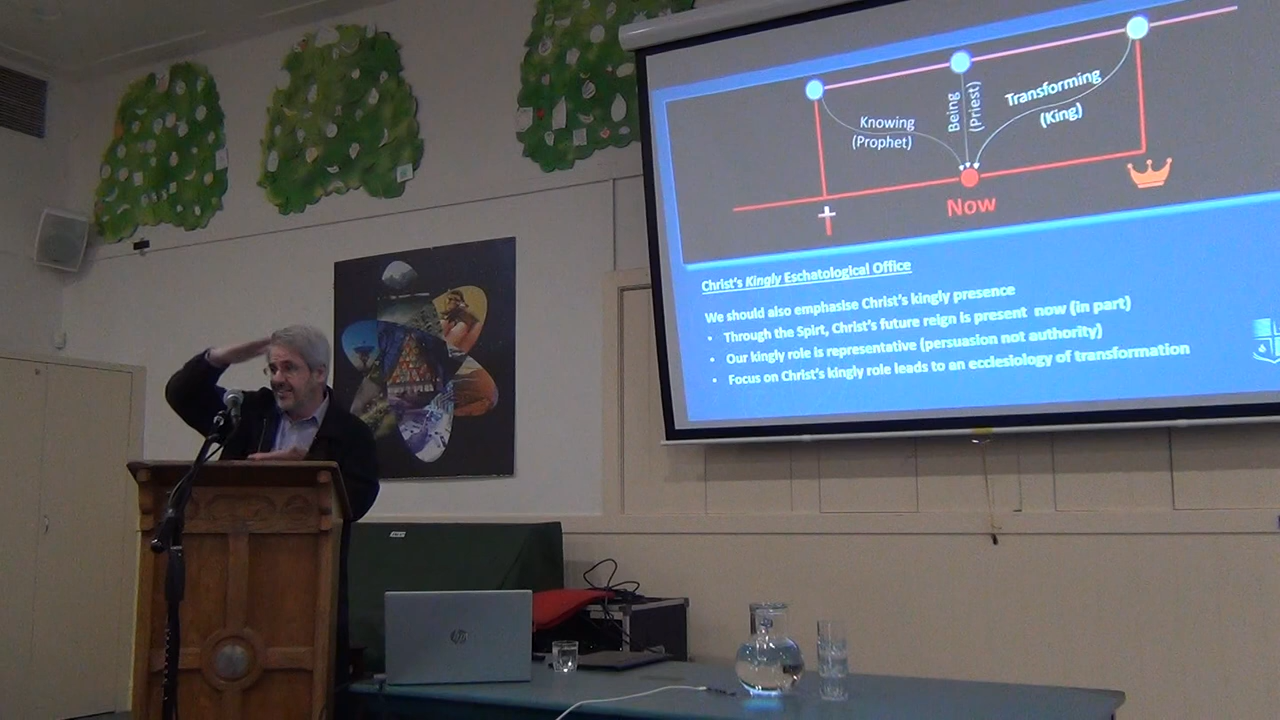 Knowing
(Prophet)
Being
(Priest)
Transforming
(King)
Now
Christ's Kingly Eschatological Office
We should also emphasise Christ's kingly presence
• Through the Spirt, Christ's future reign is present now (in part)
• Our kingly role is representative (persuasion not authority)
• Focus on Christ's kingly role leads to an ecclesiology of transformation
hp